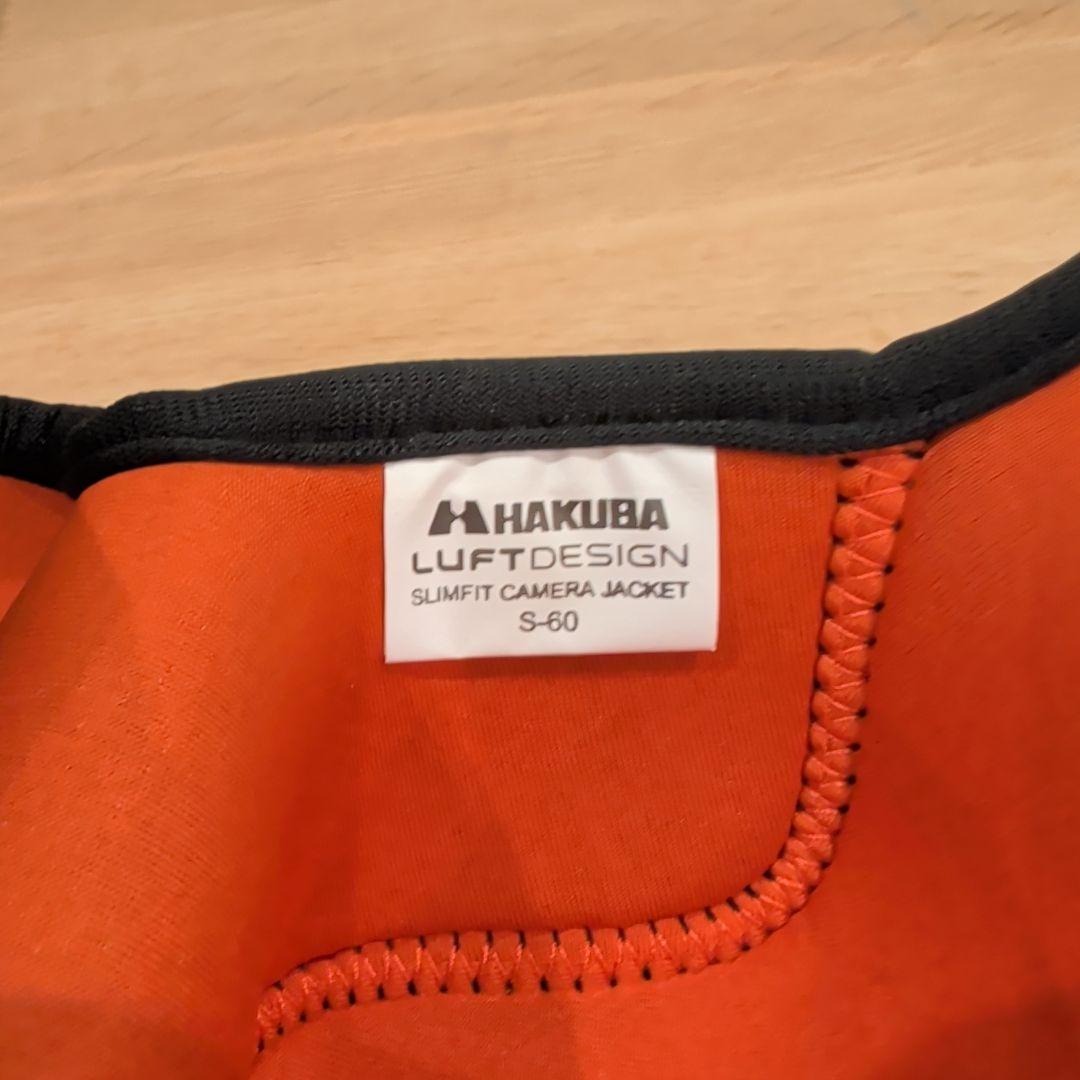 HAKUBA
LUFTDESIGN
SLIMFIT CAMERA JACKET
S-60